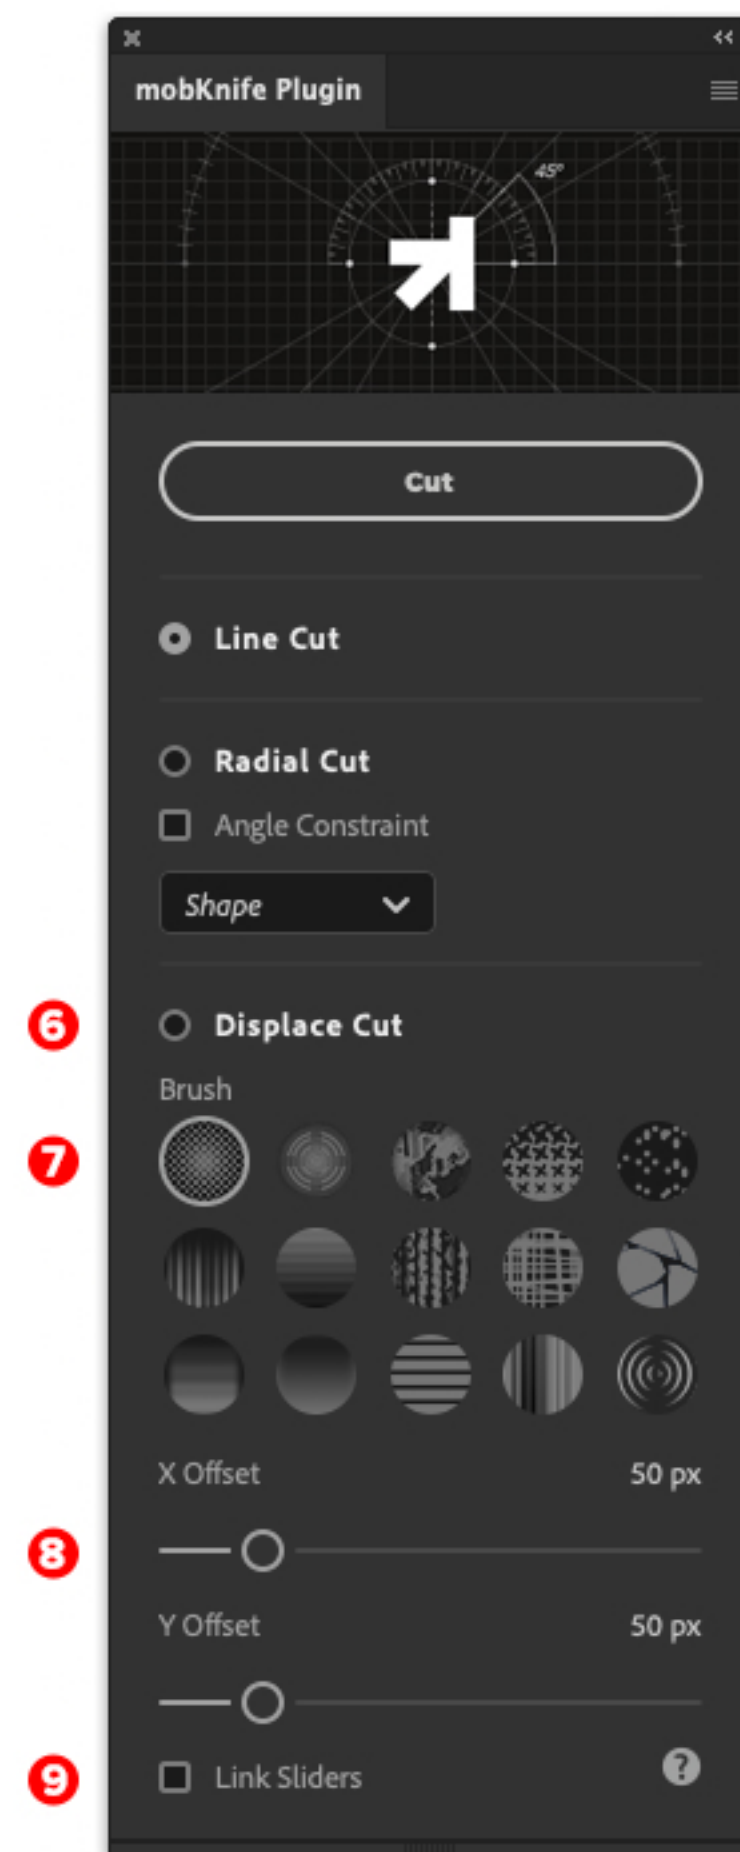 mobKnife Plugin
45°
Cut
Line Cut
Radial Cut
Angle Constraint
Shape
6 Displace Cut
Brush
7
X Offset 50 px
8
Y Offset 50 px
9 Link Sliders ?